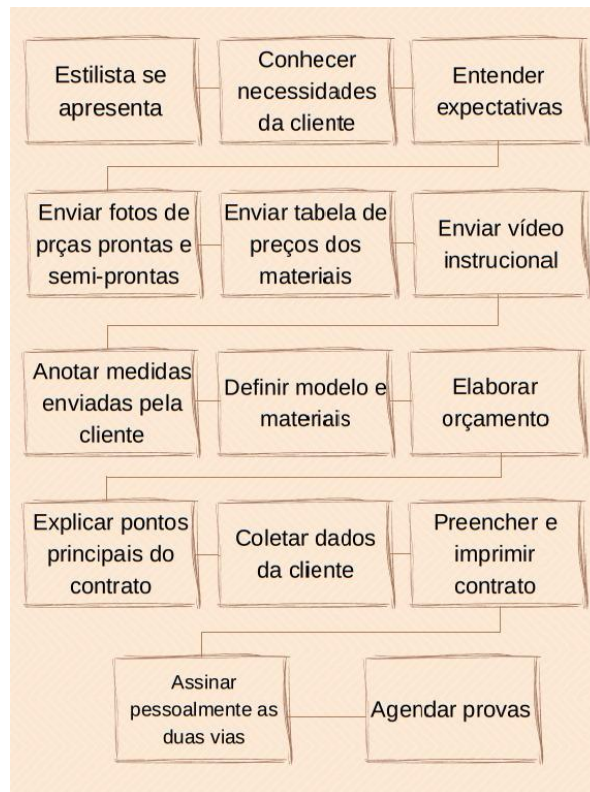 Estilista se
apresenta
Conhecer
necessidades
da cliente
Entender
expectativas
Enviar fotos de
prças prontas e
semi-prontas
Enviar tabela de
preços dos
materiais
Enviar vídeo
instrucional
Anotar medidas
enviadas pela
cliente
Definir modelo e
materiais
Elaborar
orçamento
Explicar pontos
principais do
contrato
Coletar dados
da cliente
Preencher e
imprimir
contrato
Assinar
pessoalmente as
duas vias
Agendar provas